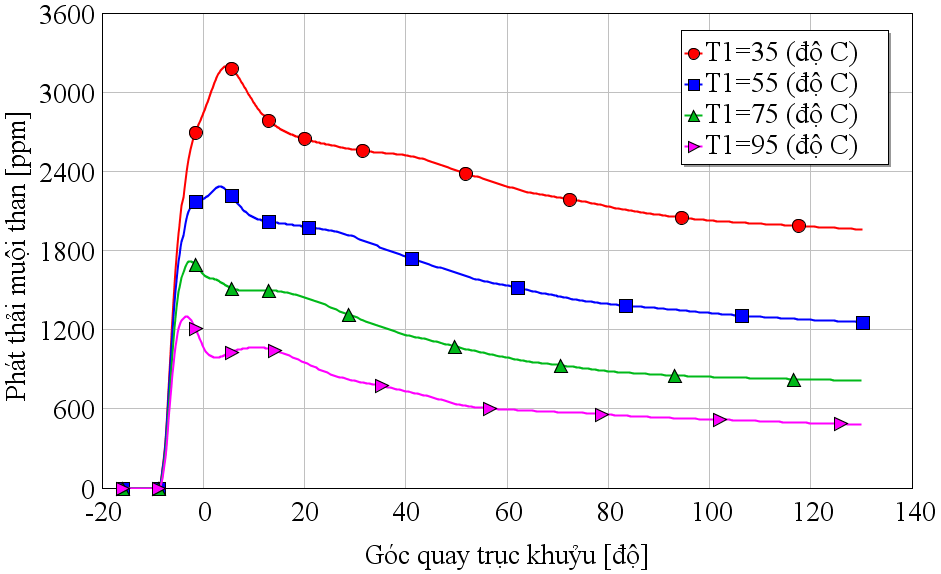 3600
3000
2400
1800
1200
600
0
Phát thải muội than [ppm]
T1=35 (độ C)
T1=55 (độ C)
T1=75 (độ C)
T1=95 (độ C)
-20 0 20 40 60 80 100 120 140
Góc quay trục khuỷu [độ]